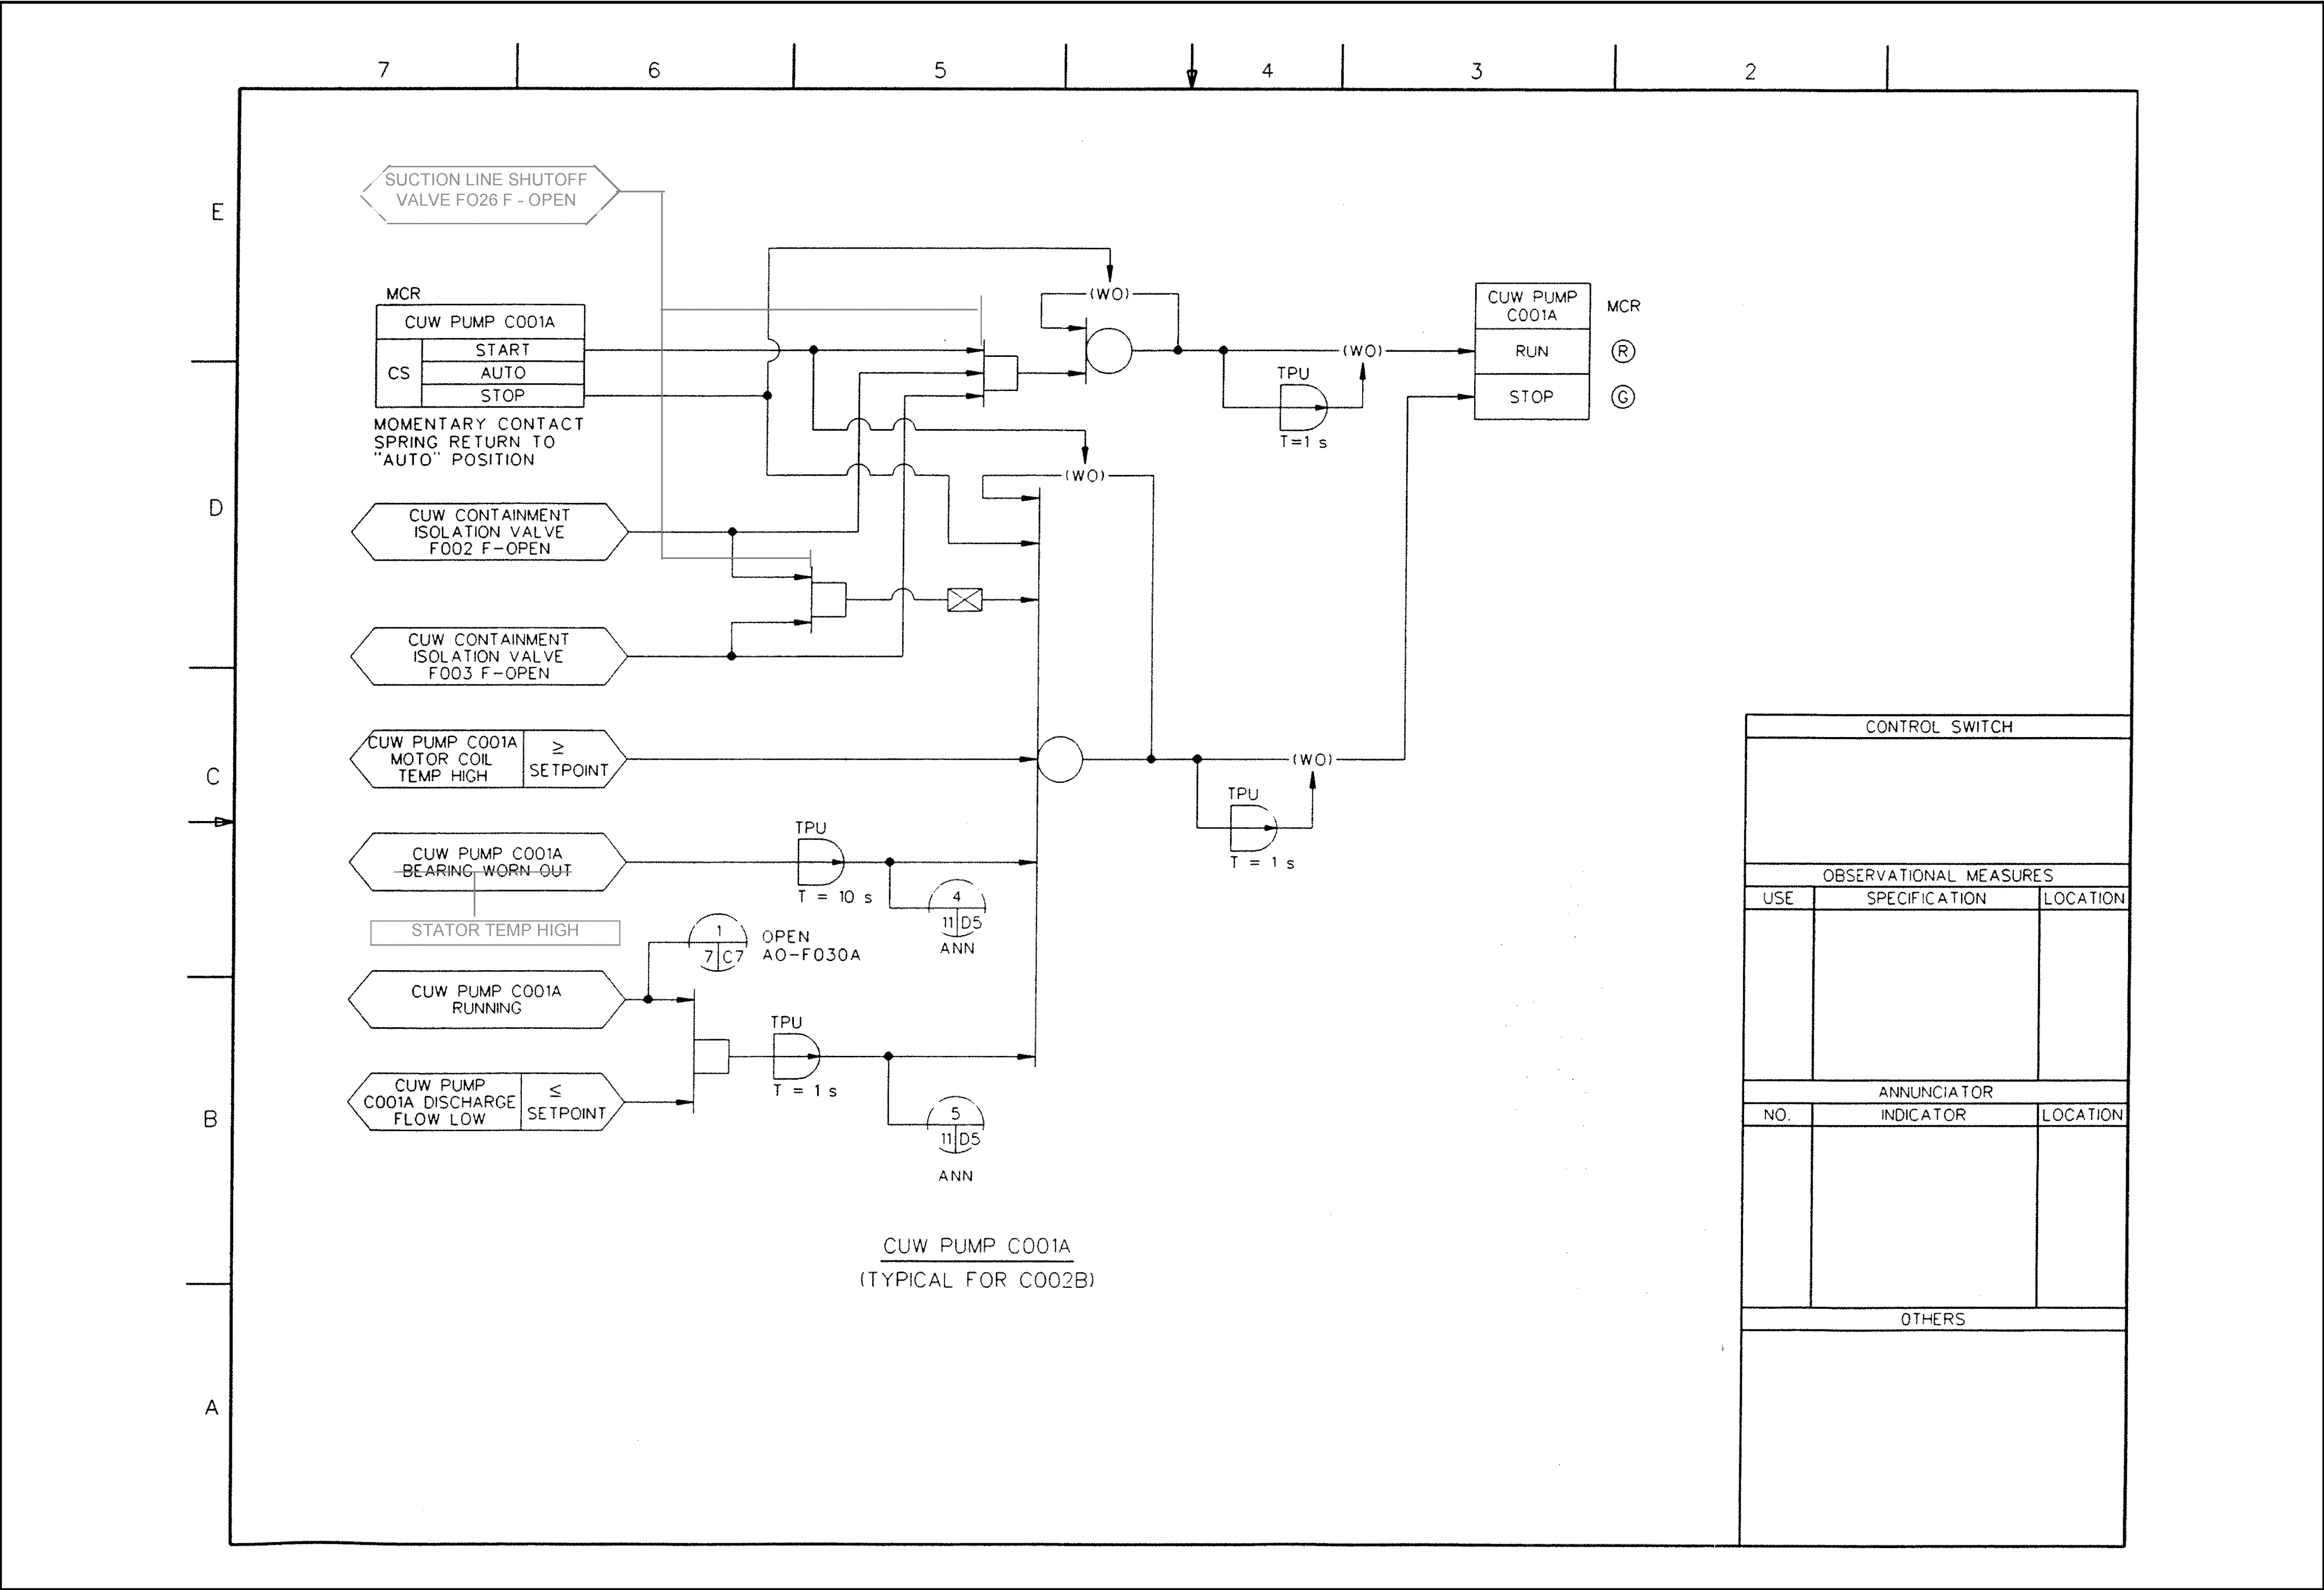 7 6 5 4 3 2
E
D
C
B
A
SUCTION LINE SHUTOFF
VALVE FO26 F - OPEN
MCR
CUW PUMP C001A
CS
START
AUTO
STOP
MOMENTARY CONTACT
SPRING RETURN TO
"AUTO" POSITION
CUW CONTAINMENT
ISOLATION VALVE
F002 F-OPEN
CUW CONTAINMENT
ISOLATION VALVE
F003 F-OPEN
CUW PUMP C001A
MOTOR COIL
TEMP HIGH
≥
SETPOINT
CUW PUMP C001A
BEARING WORN OUT
STATOR TEMP HIGH
CUW PUMP C001A
RUNNING
CUW PUMP
C001A DISCHARGE
FLOW LOW
≤
SETPOINT
(WO)
(WO)
(WO)
TPU
T=1 s
CUW PUMP
C001A
RUN
STOP
MCR
R
G
(WO)
TPU
T = 1 s
TPU
T = 10 s
4
11 D5
ANN
1
7 C7
OPEN
AO-F030A
TPU
T = 1 s
5
11 D5
ANN
CUW PUMP C001A
(TYPICAL FOR C002B)
CONTROL SWITCH
OBSERVATIONAL MEASURES
USE SPECIFICATION LOCATION
ANNUNCIATOR
NO. INDICATOR LOCATION
OTHERS